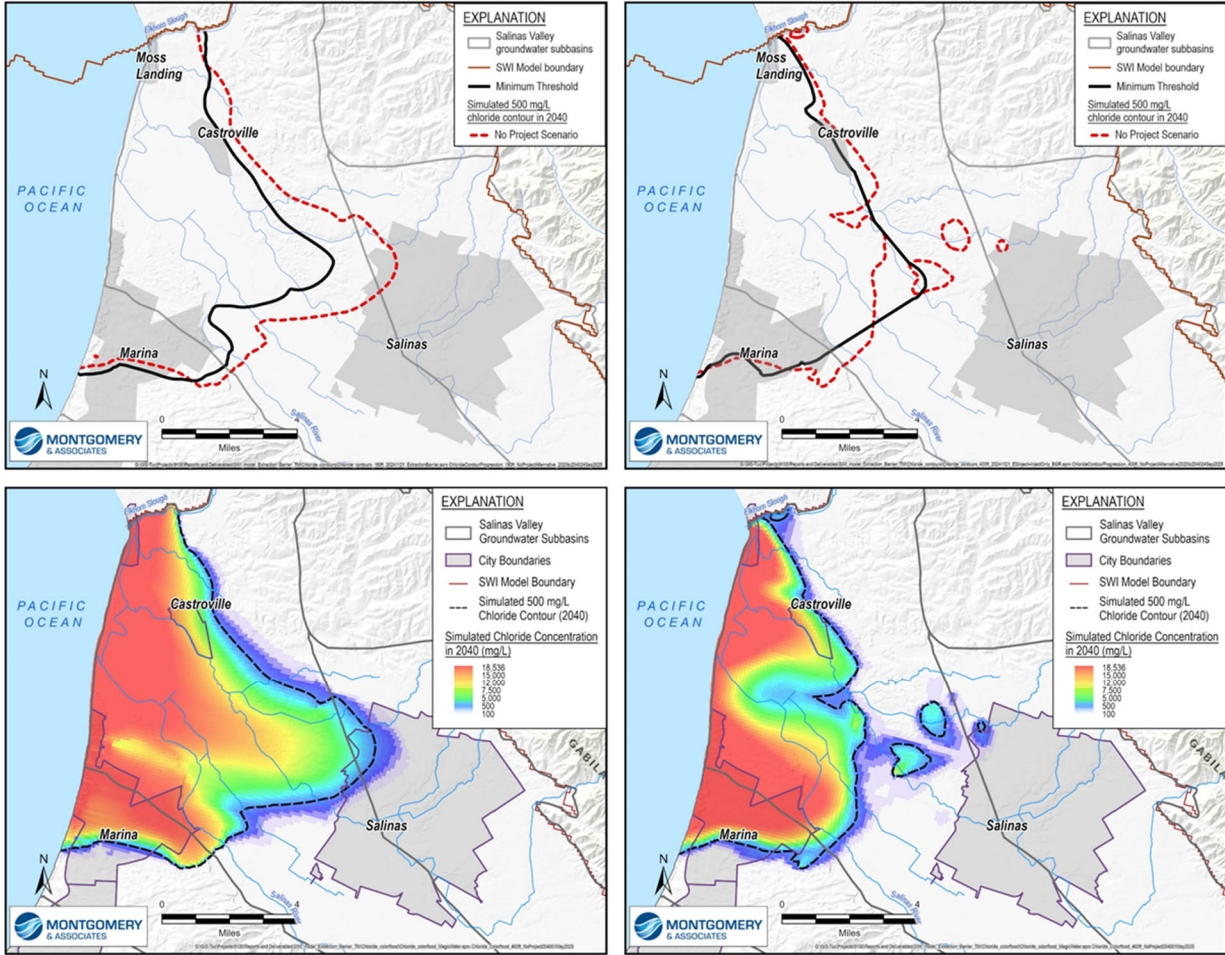 Elkhorn Slough
Moss
Landing
Castroville
PACIFIC
OCEAN
Marina
Salinas
Salinas
River
N
0
4
Miles
MONTGOMERY
& ASSOCIATES
EXPLANATION
Salinas Valley
groundwater subbasins
SWI Model boundary
Minimum Threshold
Simulated 500 mg/L
chloride contour in 2040
No Project Scenario
Elkhorn Slough
Moss
Landing
Castroville
PACIFIC
OCEAN
Marina
Salinas
Salinas
River
N
0
4
Miles
MONTGOMERY
& ASSOCIATES
EXPLANATION
Salinas Valley
groundwater subbasins
SWI Model boundary
Minimum Threshold
Simulated 500 mg/L
chloride contour in 2040
No Project Scenario
Elkhorn Slough
Castroville
PACIFIC
OCEAN
Marina
Salinas
GABILA
N
0
4
Miles
MONTGOMERY
& ASSOCIATES
EXPLANATION
Salinas Valley
Groundwater Subbasins
City Boundaries
SWI Model Boundary
Simulated 500 mg/L
Chloride Contour (2040)
Simulated Chloride Concentration
in 2040 (mg/L)
18,536
15,000
12,000
7,500
5,000
500
100
Elkhorn Slough
Castroville
PACIFIC
OCEAN
Marina
Salinas
GABILA
N
0
4
Miles
MONTGOMERY
& ASSOCIATES
EXPLANATION
Salinas Valley
Groundwater Subbasins
City Boundaries
SWI Model Boundary
Simulated 500 mg/L
Chloride Contour (2040)
Simulated Chloride Concentration
in 2040 (mg/L)
18,536
15,000
12,000
7,500
5,000
500
100